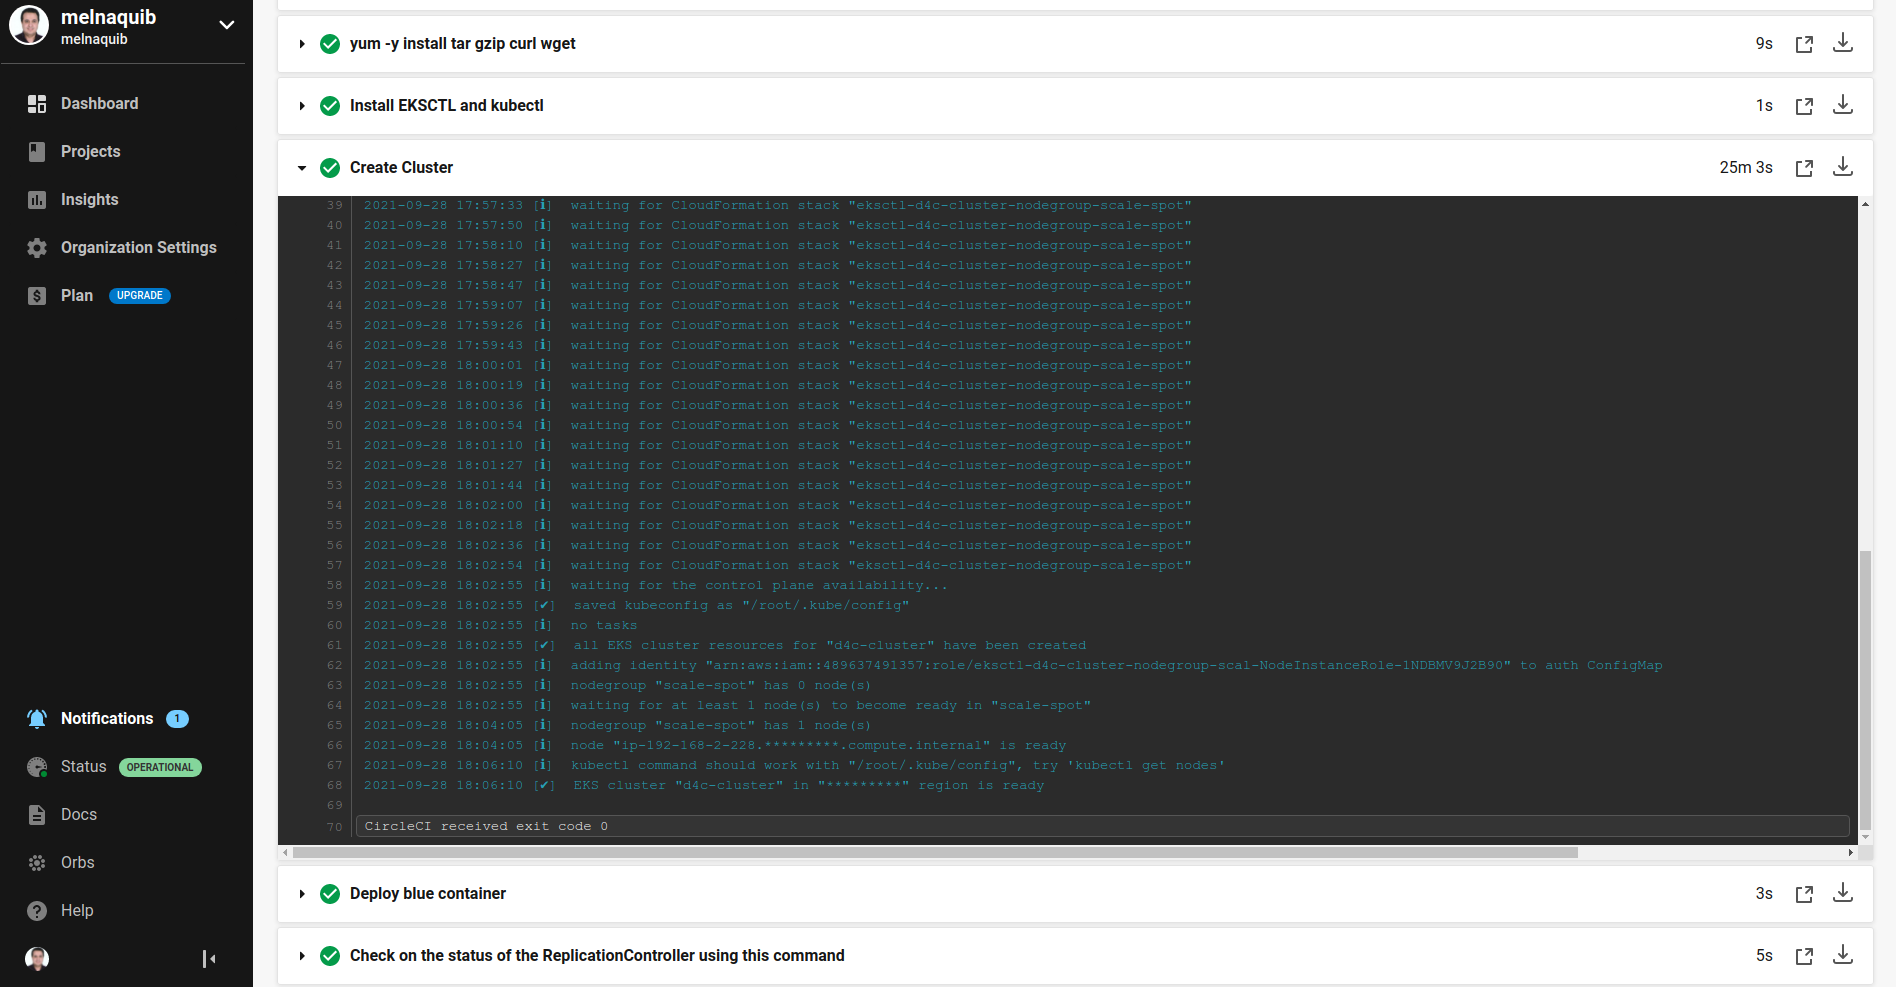 melnaquib
melnaquib
Dashboard
Projects
Insights
Organization Settings
Plan UPGRADE
Notifications 1
Status OPERATIONAL
Docs
Orbs
Help
yum -y install tar gzip curl wget 9s
Install EKSCTL and kubectl 1s
Create Cluster 25m 3s
39 2021-09-28 17:57:33 [ℹ] waiting for CloudFormation stack "eksctl-d4c-cluster-nodegroup-scale-spot"
40 2021-09-28 17:57:50 [ℹ] waiting for CloudFormation stack "eksctl-d4c-cluster-nodegroup-scale-spot"
41 2021-09-28 17:58:10 [ℹ] waiting for CloudFormation stack "eksctl-d4c-cluster-nodegroup-scale-spot"
42 2021-09-28 17:58:27 [ℹ] waiting for CloudFormation stack "eksctl-d4c-cluster-nodegroup-scale-spot"
43 2021-09-28 17:58:47 [ℹ] waiting for CloudFormation stack "eksctl-d4c-cluster-nodegroup-scale-spot"
44 2021-09-28 17:59:07 [ℹ] waiting for CloudFormation stack "eksctl-d4c-cluster-nodegroup-scale-spot"
45 2021-09-28 17:59:26 [ℹ] waiting for CloudFormation stack "eksctl-d4c-cluster-nodegroup-scale-spot"
46 2021-09-28 17:59:43 [ℹ] waiting for CloudFormation stack "eksctl-d4c-cluster-nodegroup-scale-spot"
47 2021-09-28 18:00:01 [ℹ] waiting for CloudFormation stack "eksctl-d4c-cluster-nodegroup-scale-spot"
48 2021-09-28 18:00:19 [ℹ] waiting for CloudFormation stack "eksctl-d4c-cluster-nodegroup-scale-spot"
49 2021-09-28 18:00:36 [ℹ] waiting for CloudFormation stack "eksctl-d4c-cluster-nodegroup-scale-spot"
50 2021-09-28 18:00:54 [ℹ] waiting for CloudFormation stack "eksctl-d4c-cluster-nodegroup-scale-spot"
51 2021-09-28 18:01:10 [ℹ] waiting for CloudFormation stack "eksctl-d4c-cluster-nodegroup-scale-spot"
52 2021-09-28 18:01:27 [ℹ] waiting for CloudFormation stack "eksctl-d4c-cluster-nodegroup-scale-spot"
53 2021-09-28 18:01:44 [ℹ] waiting for CloudFormation stack "eksctl-d4c-cluster-nodegroup-scale-spot"
54 2021-09-28 18:02:00 [ℹ] waiting for CloudFormation stack "eksctl-d4c-cluster-nodegroup-scale-spot"
55 2021-09-28 18:02:18 [ℹ] waiting for CloudFormation stack "eksctl-d4c-cluster-nodegroup-scale-spot"
56 2021-09-28 18:02:36 [ℹ] waiting for CloudFormation stack "eksctl-d4c-cluster-nodegroup-scale-spot"
57 2021-09-28 18:02:54 [ℹ] waiting for CloudFormation stack "eksctl-d4c-cluster-nodegroup-scale-spot"
58 2021-09-28 18:02:55 [ℹ] waiting for the control plane availability...
59 2021-09-28 18:02:55 [✔] saved kubeconfig as "/root/.kube/config"
60 2021-09-28 18:02:55 [ℹ] no tasks
61 2021-09-28 18:02:55 [✔] all EKS cluster resources for "d4c-cluster" have been created
62 2021-09-28 18:02:55 [ℹ] adding identity "arn:aws:iam::489637491357:role/eksctl-d4c-cluster-nodegroup-scal-NodeInstanceRole-1NDBMV9J2B90" to auth ConfigMap
63 2021-09-28 18:02:55 [ℹ] nodegroup "scale-spot" has 0 node(s)
64 2021-09-28 18:02:55 [ℹ] waiting for at least 1 node(s) to become ready in "scale-spot"
65 2021-09-28 18:04:05 [ℹ] nodegroup "scale-spot" has 1 node(s)
66 2021-09-28 18:04:05 [ℹ] node "ip-192-168-2-228.*********.compute.internal" is ready
67 2021-09-28 18:06:10 [ℹ] kubectl command should work with "/root/.kube/config", try 'kubectl get nodes'
68 2021-09-28 18:06:10 [✔] EKS cluster "d4c-cluster" in "*********" region is ready
69
70 CircleCI received exit code 0
Deploy blue container 3s
Check on the status of the ReplicationController using this command 5s